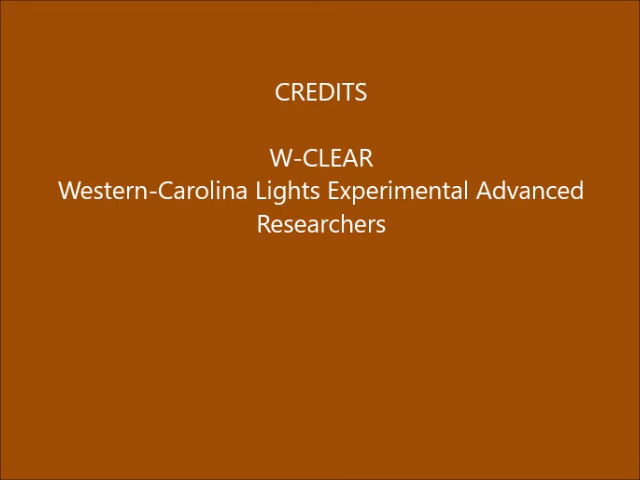 CREDITS
W-CLEAR
Western-Carolina Lights Experimental Advanced
Researchers